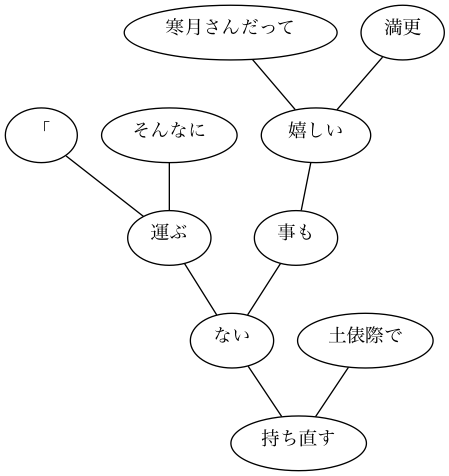 寒月さんだって
満更
「
そんなに
嬉しい
運ぶ
事も
ない
土俵際で
持ち直す